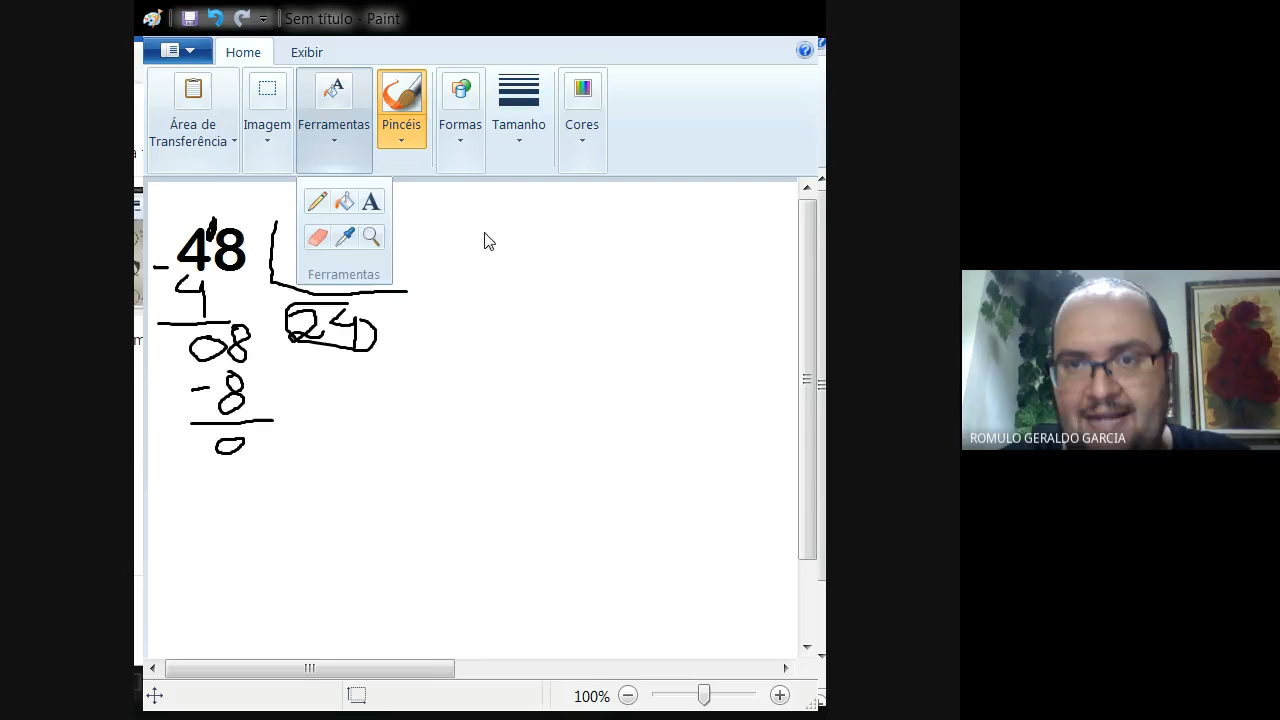 Sem título - Paint
Home Exibir
Área de Transferência
Imagem
Ferramentas
Pincéis
Formas
Tamanho
Cores
Ferramentas
48
- 4
08
- 8
0
24
ROMULO GERALDO GARCIA
100%